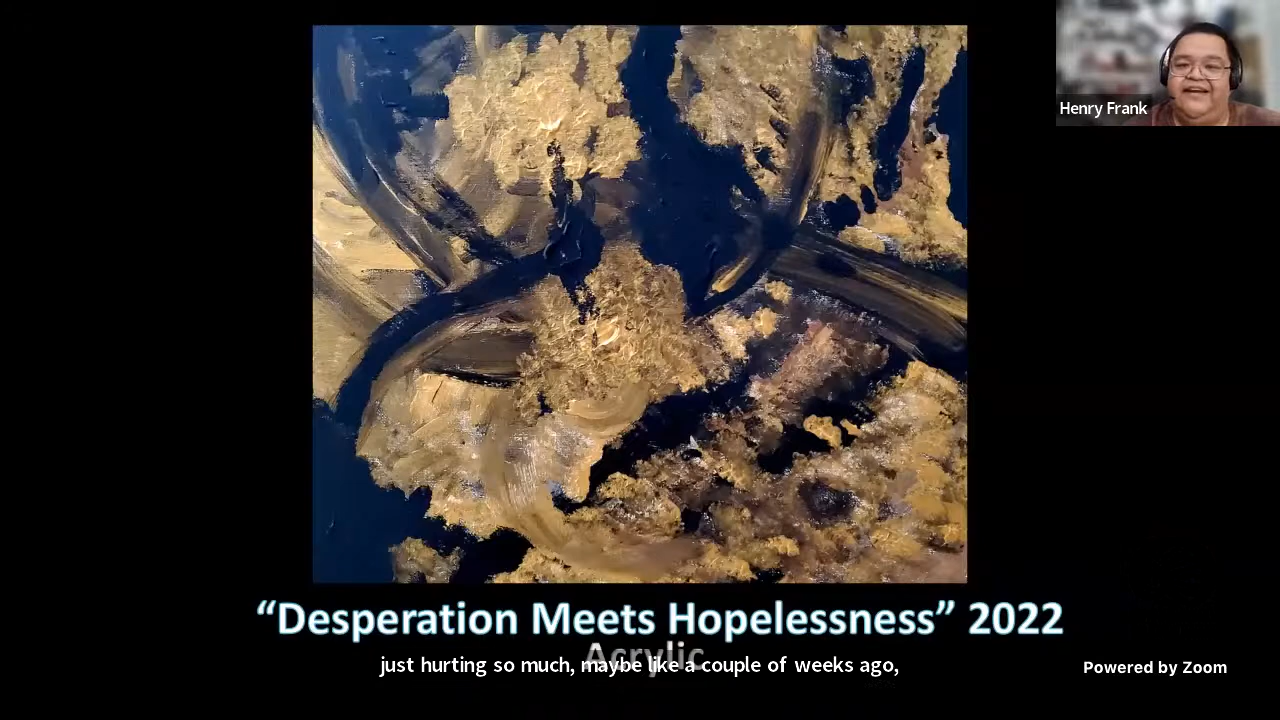 Henry Frank
“Desperation Meets Hopelessness” 2022
Acrylic
just hurting so much, maybe like a couple of weeks ago,
Powered by Zoom